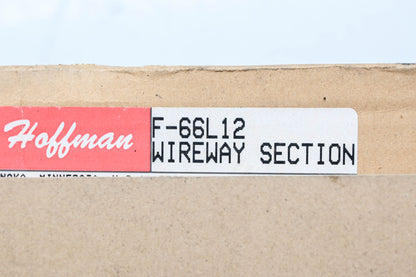 Hoffman
F-66L12
WIREWAY SECTION